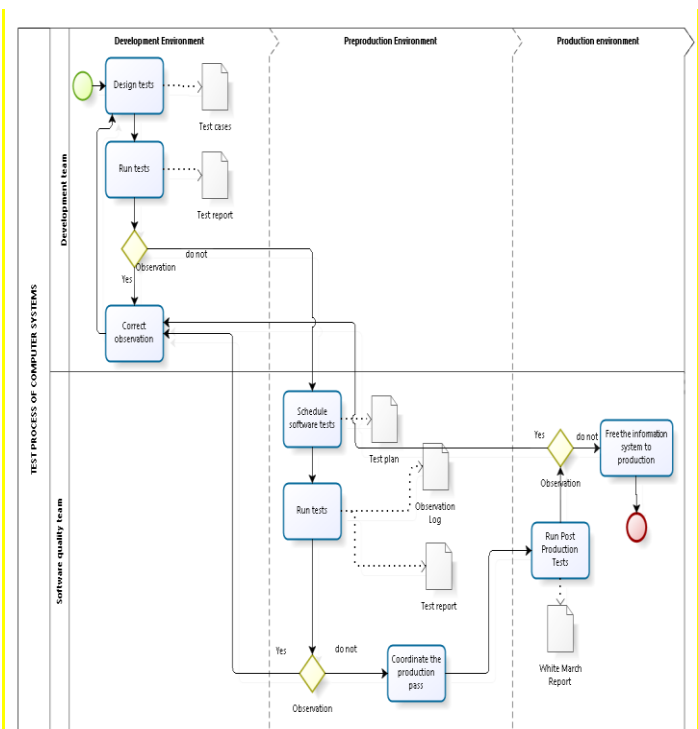 Development Environment
Preproduction Environment
Production environment
TEST PROCESS OF COMPUTER SYSTEMS
Development team
Design tests
Test cases
Run tests
Test report
do not
Observation
Yes
Correct
observation
Software quality team
Schedule
software tests
Test plan
Run tests
Observation
Log
Test report
Yes
do not
Observation
Coordinate the
production
pass
Yes
do not
Observation
Free the information
system to
production
Run Post
Production
Tests
White March
Report